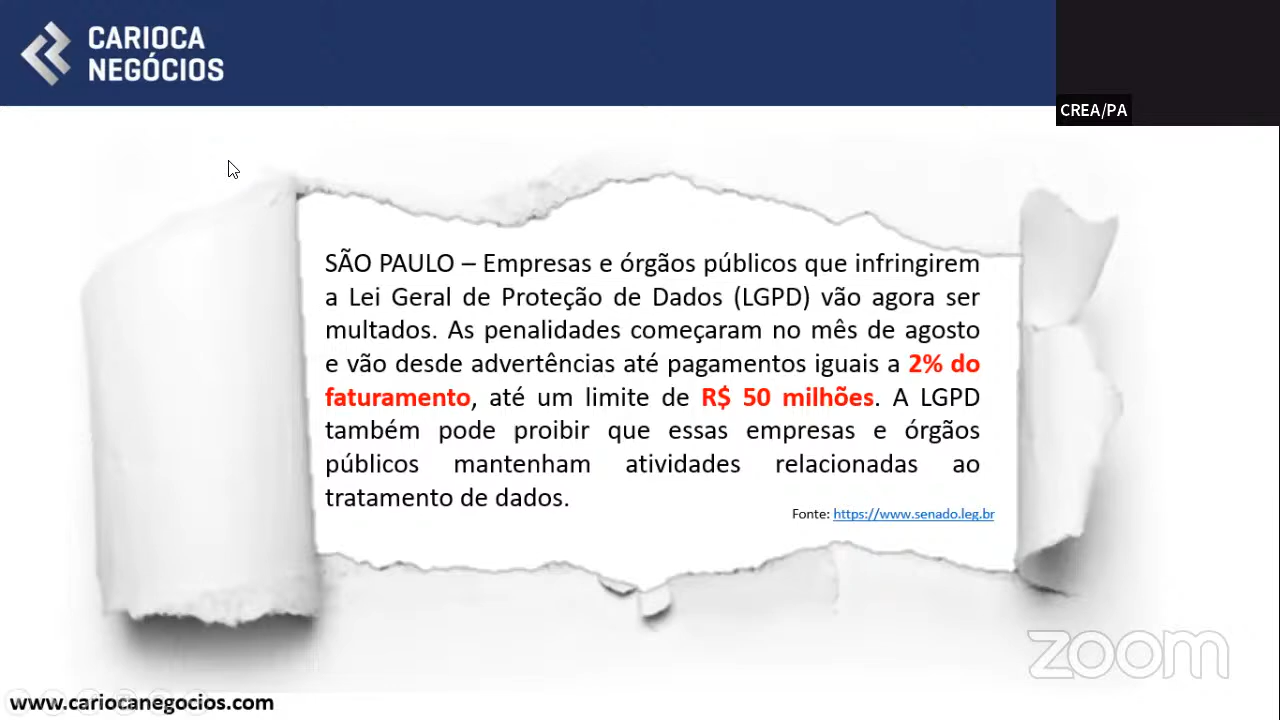 CARIOCA
NEGÓCIOS
CREA/PA
SÃO PAULO – Empresas e órgãos públicos que infringirem
a Lei Geral de Proteção de Dados (LGPD) vão agora ser
multados. As penalidades começaram no mês de agosto
e vão desde advertências até pagamentos iguais a 2% do
faturamento, até um limite de R$ 50 milhões. A LGPD
também pode proibir que essas empresas e órgãos
públicos mantenham atividades relacionadas ao
tratamento de dados.
Fonte: https://www.senado.leg.br
zoom
www.cariocanegocios.com